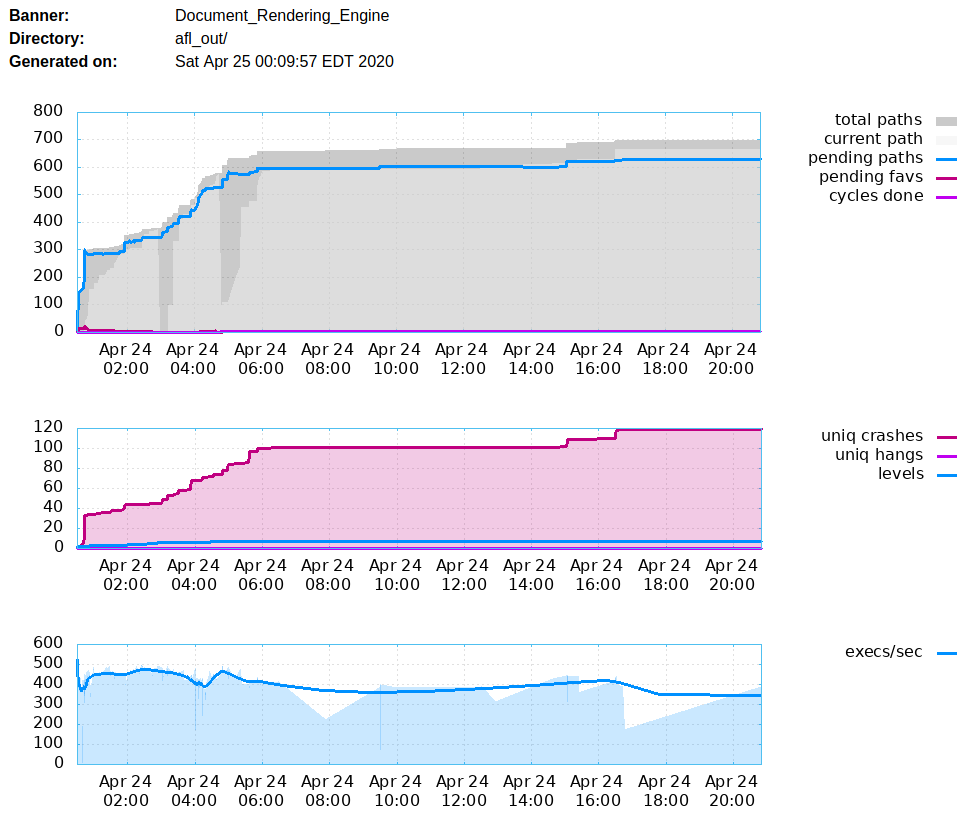 Banner: Document_Rendering_Engine
Directory: afl_out/
Generated on: Sat Apr 25 00:09:57 EDT 2020
800
700
600
500
400
300
200
100
0
Apr 24 Apr 24 Apr 24 Apr 24 Apr 24 Apr 24 Apr 24 Apr 24 Apr 24 Apr 24
02:00 04:00 06:00 08:00 10:00 12:00 14:00 16:00 18:00 20:00
total paths
current path
pending paths
pending favs
cycles done
120
100
80
60
40
20
0
Apr 24 Apr 24 Apr 24 Apr 24 Apr 24 Apr 24 Apr 24 Apr 24 Apr 24 Apr 24
02:00 04:00 06:00 08:00 10:00 12:00 14:00 16:00 18:00 20:00
uniq crashes
uniq hangs
levels
600
500
400
300
200
100
0
Apr 24 Apr 24 Apr 24 Apr 24 Apr 24 Apr 24 Apr 24 Apr 24 Apr 24 Apr 24
02:00 04:00 06:00 08:00 10:00 12:00 14:00 16:00 18:00 20:00
execs/sec